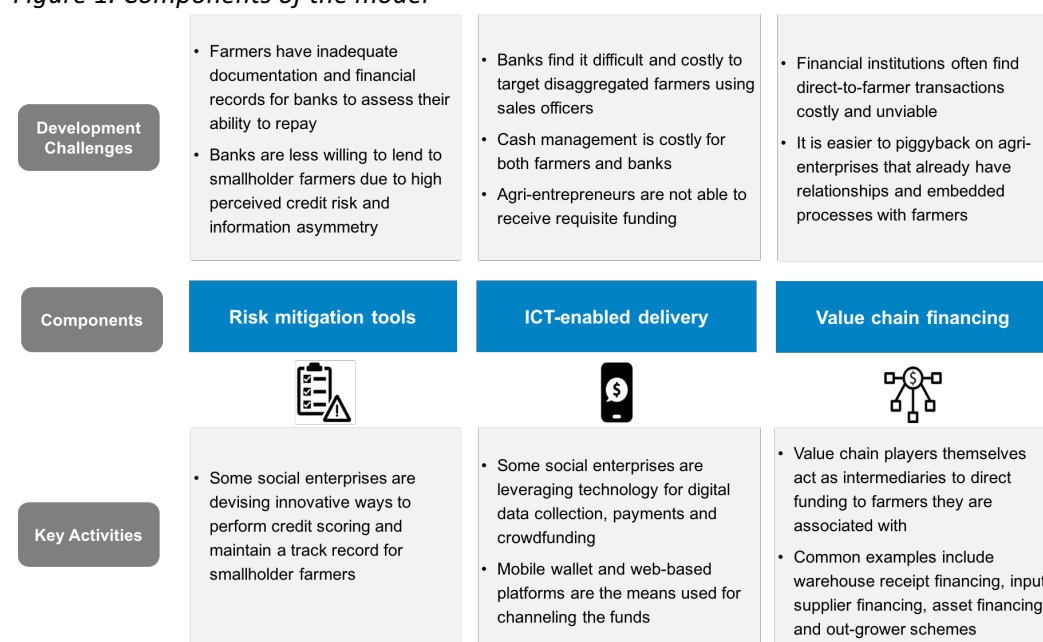 Figure 1: Components of the model
Development
Challenges
• Farmers have inadequate
documentation and financial
records for banks to assess their
ability to repay
• Banks are less willing to lend to
smallholder farmers due to high
perceived credit risk and
information asymmetry
• Banks find it difficult and costly to
target disaggregated farmers using
sales officers
• Cash management is costly for
both farmers and banks
• Agri-entrepreneurs are not able to
receive requisite funding
• Financial institutions often find
direct-to-farmer transactions
costly and unviable
• It is easier to piggyback on agri-
enterprises that already have
relationships and embedded
processes with farmers
Components
Risk mitigation tools
ICT-enabled delivery
Value chain financing
$
$
Key Activities
• Some social enterprises are
devising innovative ways to
perform credit scoring and
maintain a track record for
smallholder farmers
• Some social enterprises are
leveraging technology for digital
data collection, payments and
crowdfunding
• Mobile wallet and web-based
platforms are the means used for
channeling the funds
• Value chain players themselves
act as intermediaries to direct
funding to farmers they are
associated with
• Common examples include
warehouse receipt financing, input
supplier financing, asset financing
and out-grower schemes